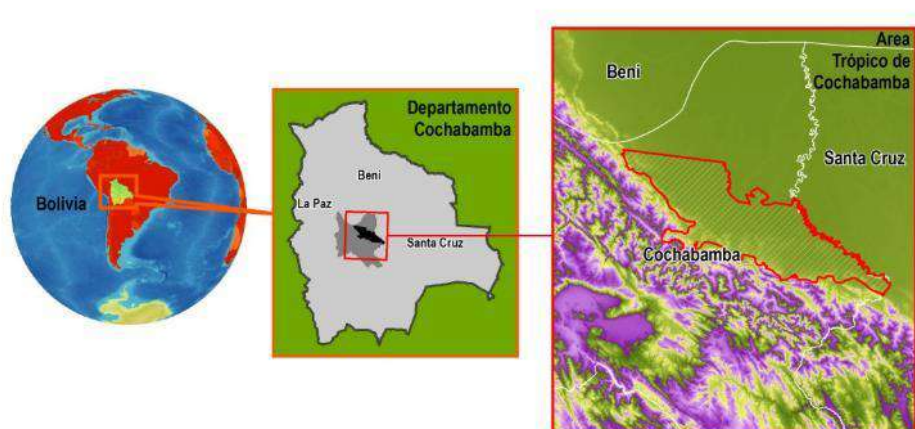 Bolivia
Departamento
Cochabamba
Beni
La Paz
Santa Cruz
Area
Trópico de
Cochabamba
Beni
Santa Cruz
Cochabamba